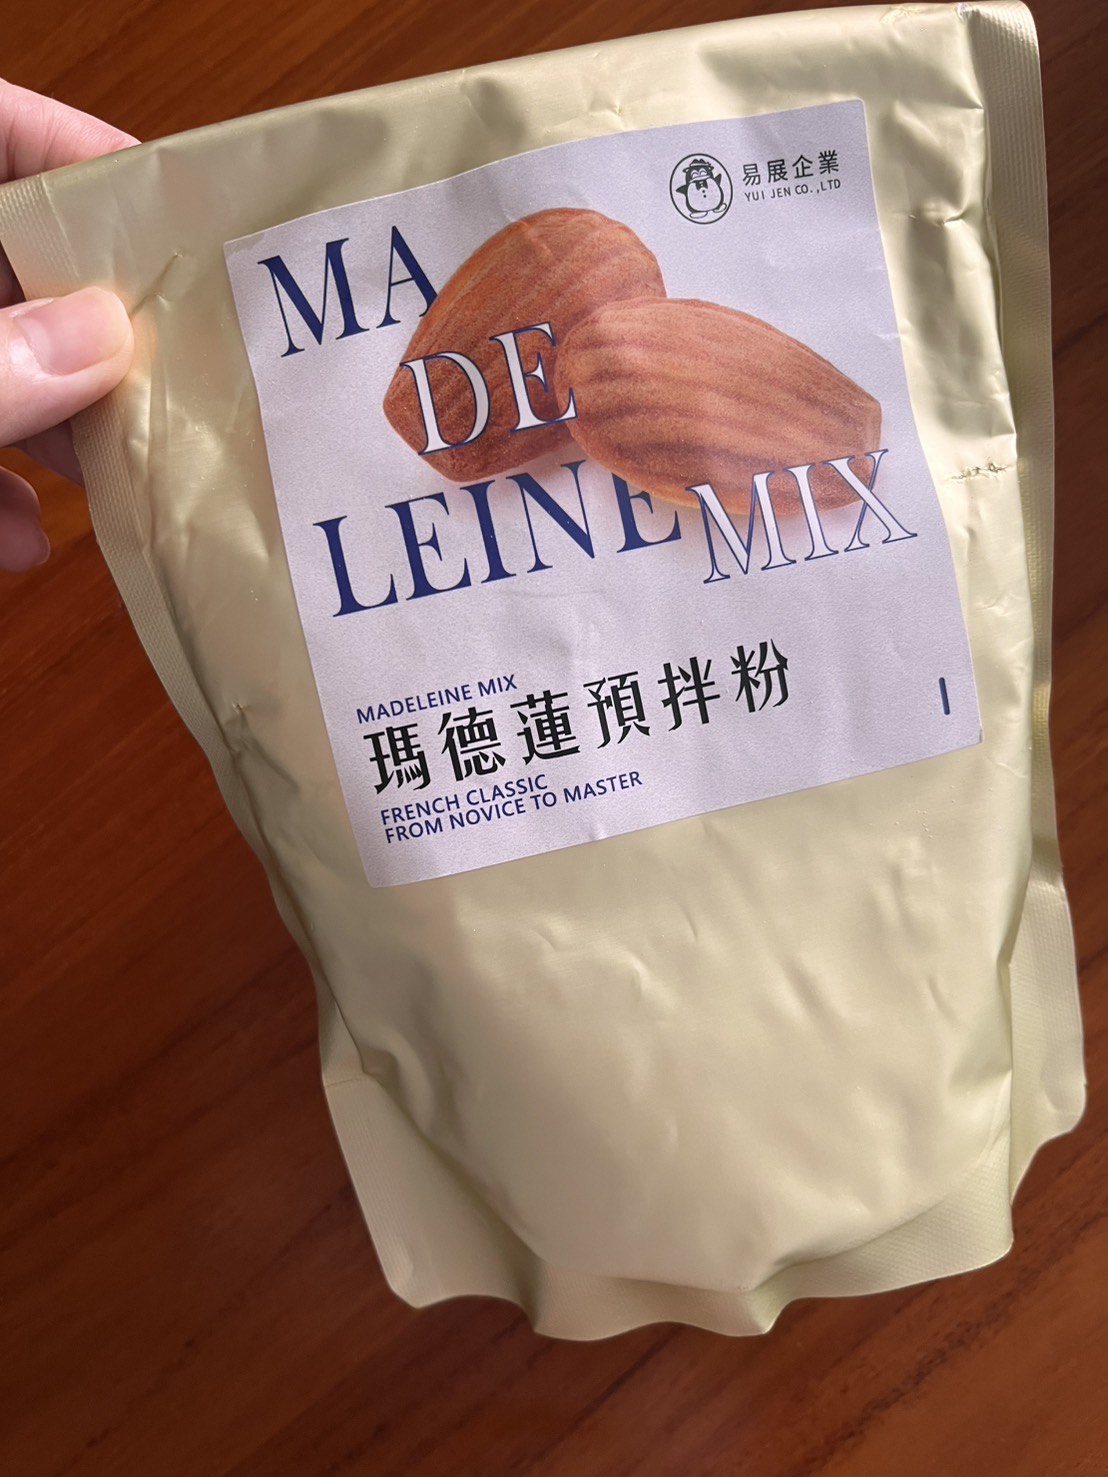 易展企業
YUI JEN CO.,LTD
MA
DE
LEINE MIX
MADELEINE MIX
瑪德蓮預拌粉
FRENCH CLASSIC
FROM NOVICE TO MASTER